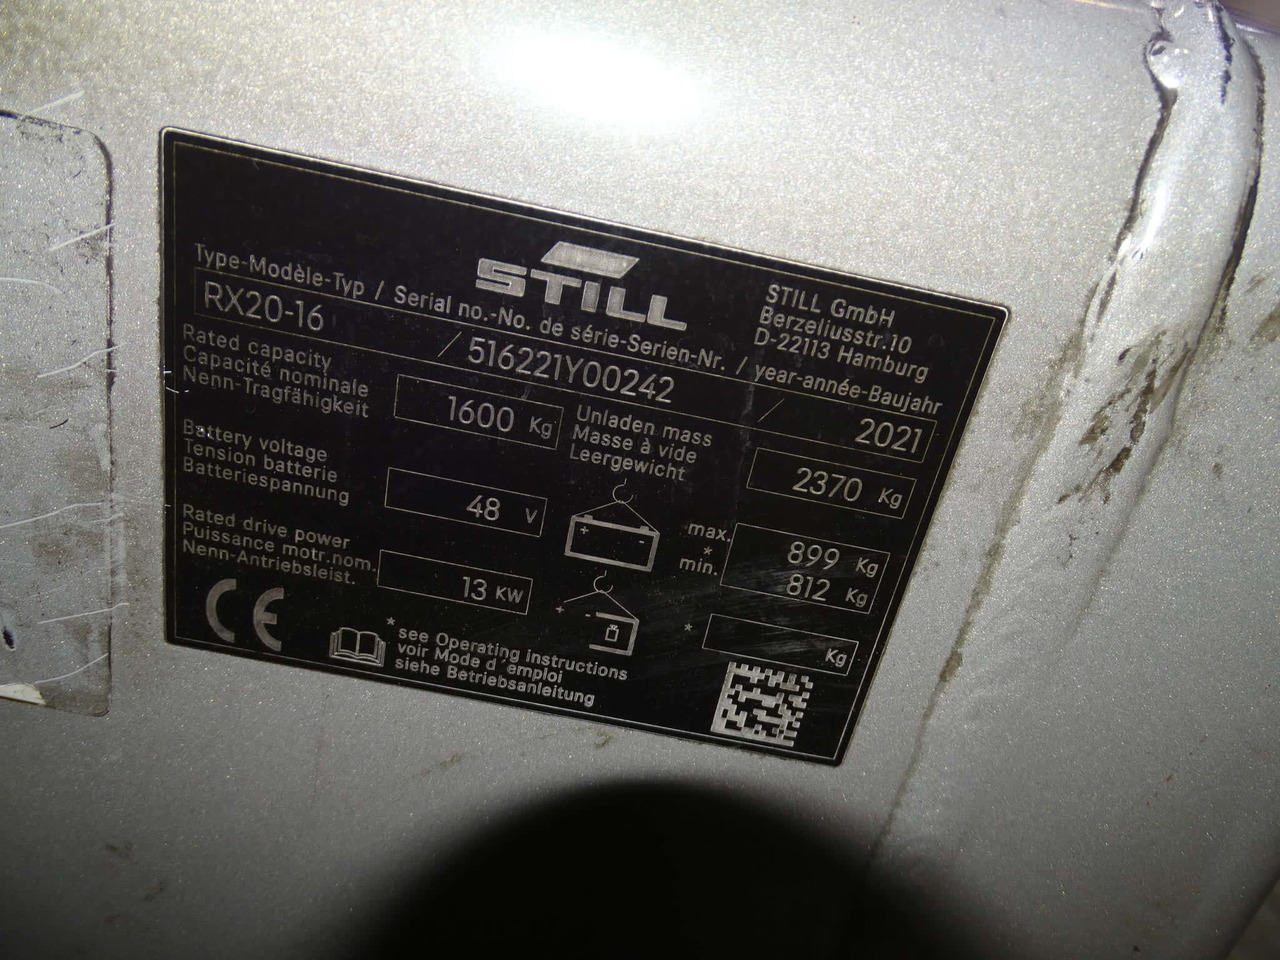 STILL
STILL GmbH
Berzeliusstr.10
D-22113 Hamburg
Type-Modèle-Typ / Serial no.-No. de série-Serien-Nr. / year-année-Baujahr
RX20-16 / 516221Y00242 / 2021
Rated capacity
Capacité nominale
Nenn-Tragfähigkeit
1600 Kg
Unladen mass
Masse à vide
Leergewicht
2370 Kg
Battery voltage
Tension batterie
Batteriespannung
48 V
+ -
max. 899 Kg
*
min. 812 Kg
Rated drive power
Puissance motr.nom.
Nenn-Antriebsleist.
13 KW
+ -
* Kg
CE
*see Operating instructions
voir Mode d'emploi
siehe Betriebsanleitung